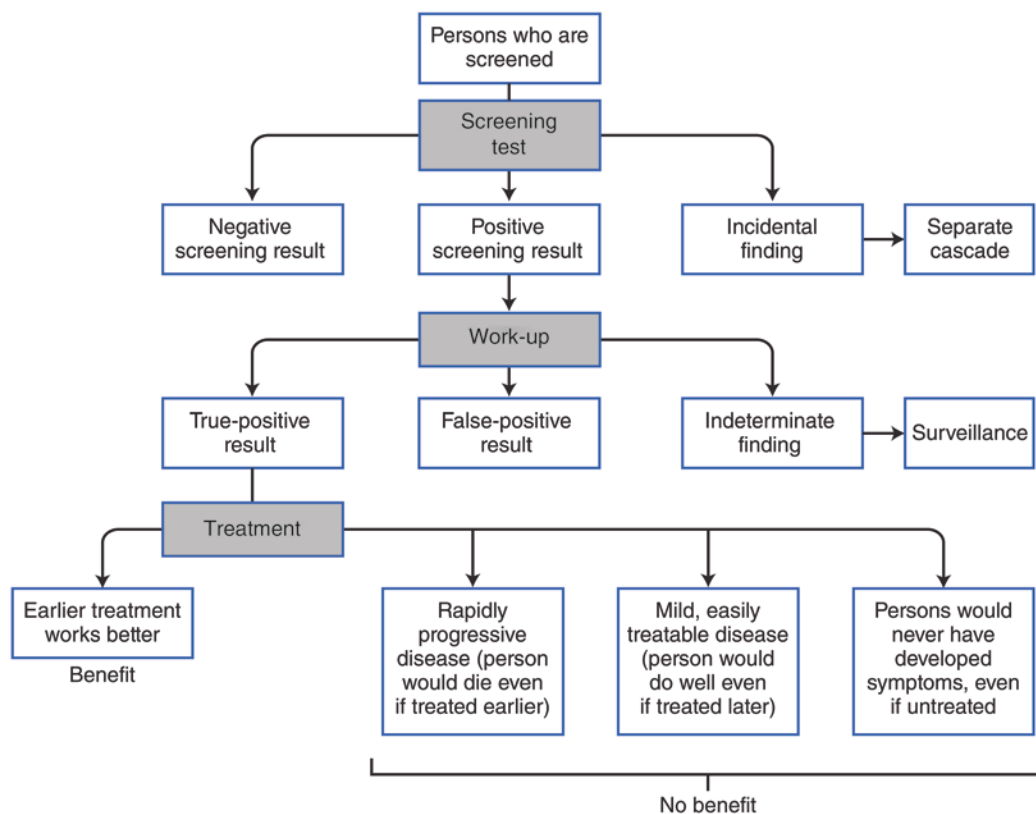 Persons who are
screened
Screening
test
Negative
screening result
Positive
screening result
Incidental
finding
Separate
cascade
Work-up
True-positive
result
False-positive
result
Indeterminate
finding
Surveillance
Treatment
Earlier treatment
works better
Benefit
Rapidly
progressive
disease (person
would die even
if treated earlier)
Mild, easily
treatable disease
(person would
do well even
if treated later)
Persons would
never have
developed
symptoms, even
if untreated
No benefit